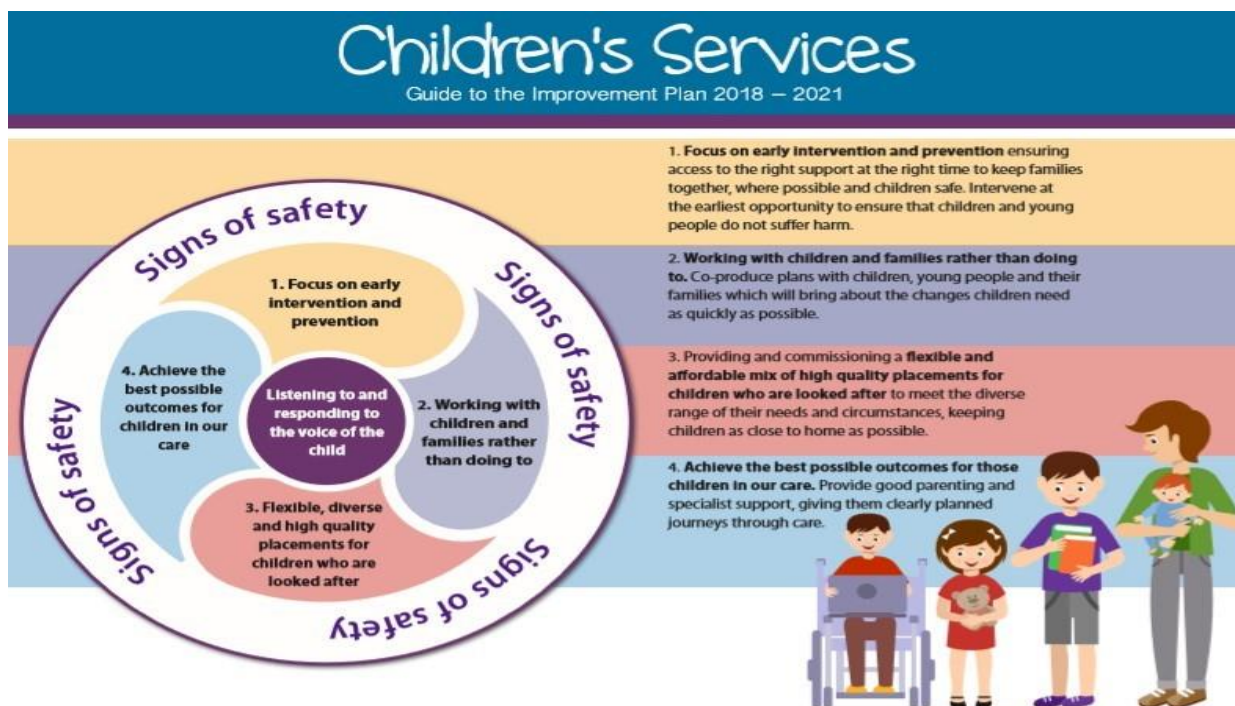 Children's Services
Guide to the Improvement Plan 2018 – 2021
Signs of safety
Signs of safety
Signs of safety
Signs of safety
1. Focus on early
intervention and
prevention
2. Working with
children and
families rather
than doing to
3. Flexible, diverse
and high quality
placements for
children who are
looked after
4. Achieve the
best possible
outcomes for
children in our
care
Listening to and
responding to
the voice of the
child
1. Focus on early intervention and prevention ensuring
access to the right support at the right time to keep families
together, where possible and children safe. Intervene at
the earliest opportunity to ensure that children and young
people do not suffer harm.
2. Working with children and families rather than doing
to. Co-produce plans with children, young people and their
families which will bring about the changes children need
as quickly as possible.
3. Providing and commissioning a flexible and
affordable mix of high quality placements for
children who are looked after to meet the diverse
range of their needs and circumstances, keeping
children as close to home as possible.
4. Achieve the best possible outcomes for those
children in our care. Provide good parenting and
specialist support, giving them clearly planned
journeys through care.